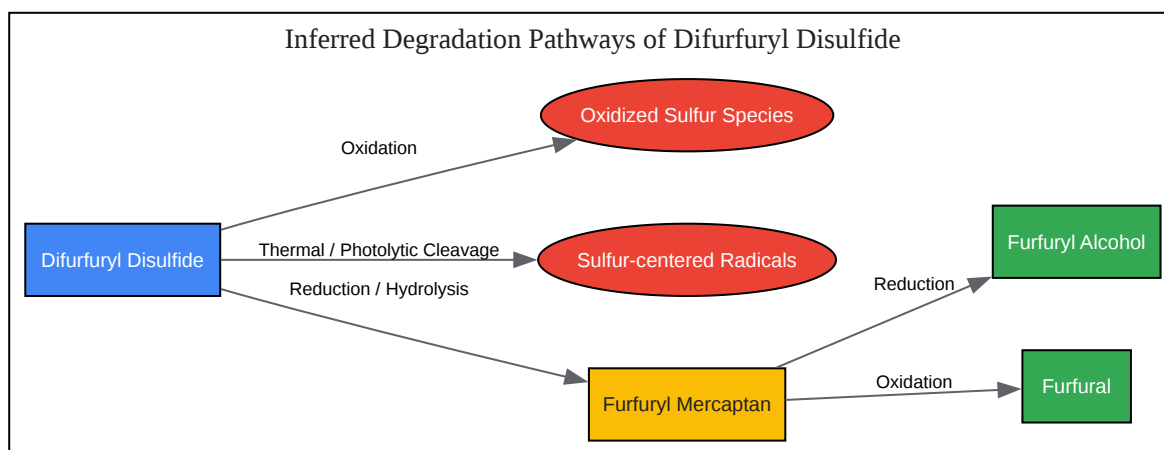 Inferred Degradation Pathways of Difurfuryl Disulfide
Oxidized Sulfur Species
Oxidation
Difurfuryl Disulfide
Thermal / Photolytic Cleavage
Sulfur-centered Radicals
Furfuryl Alcohol
Reduction / Hydrolysis
Reduction
Furfuryl Mercaptan
Oxidation
Furfural